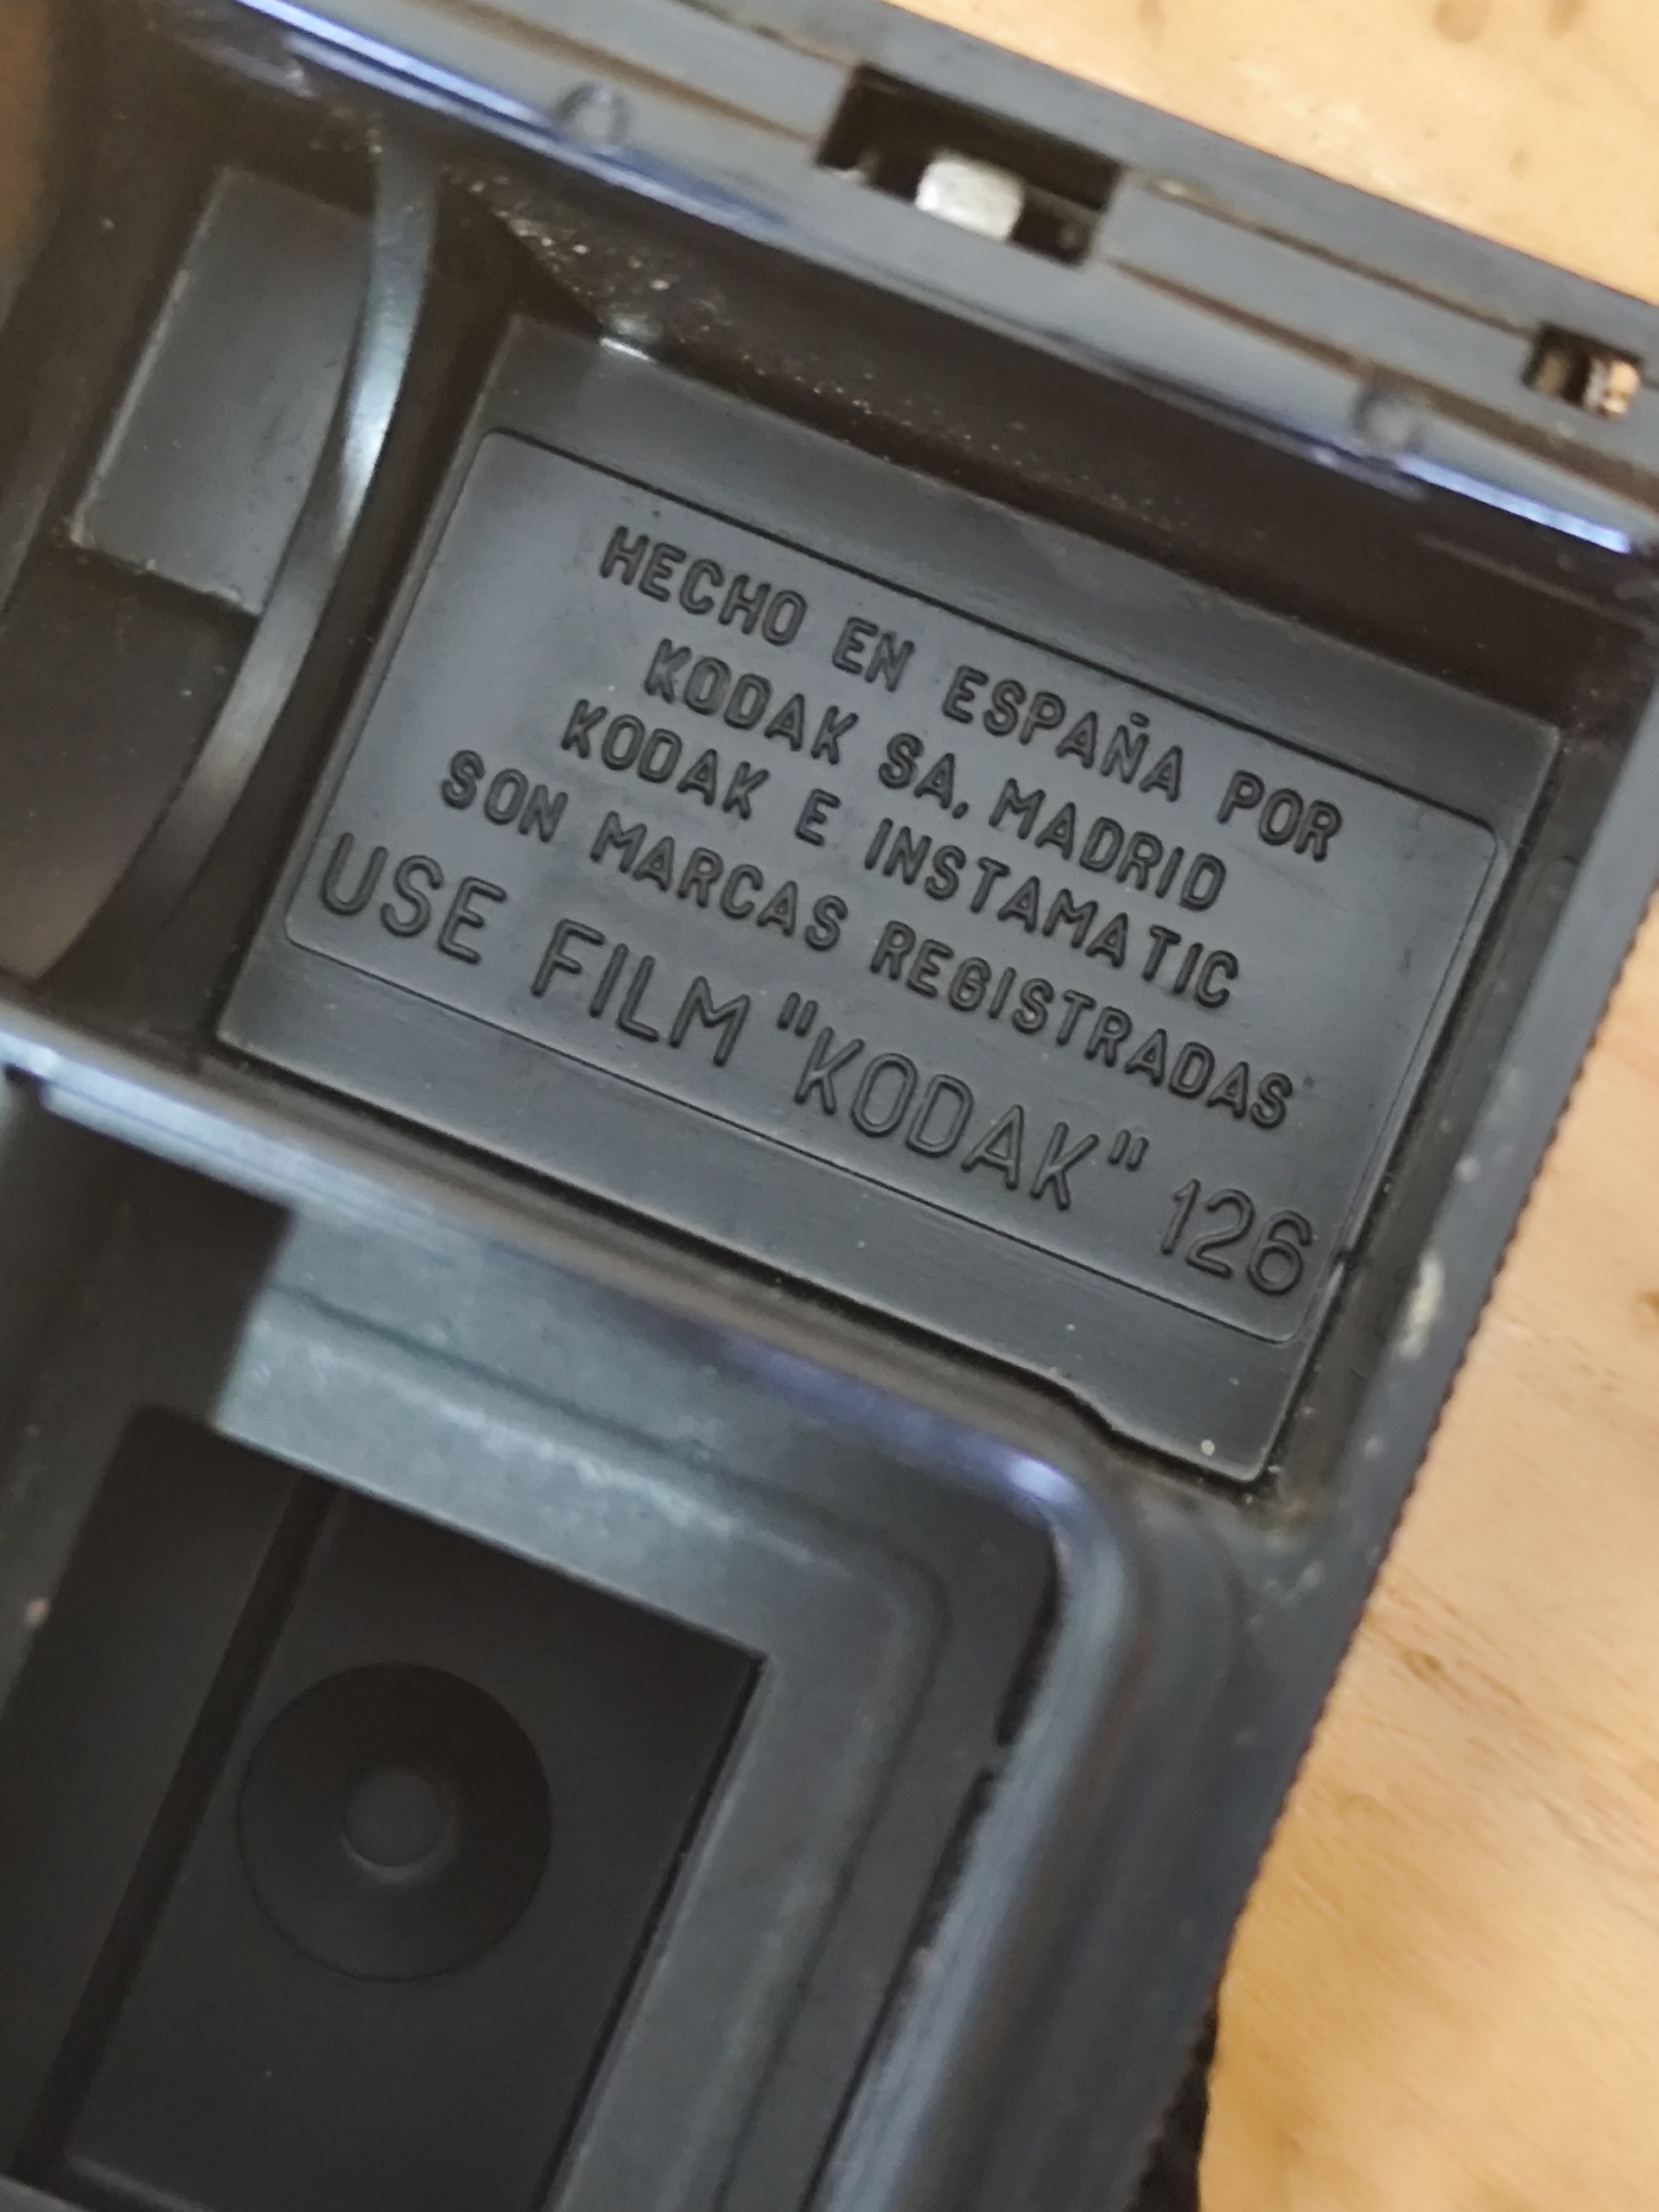 HECHO EN ESPAÑA POR
KODAK SA, MADRID
KODAK E INSTAMATIC
SON MARCAS REGISTRADAS
USE FILM "KODAK" 126